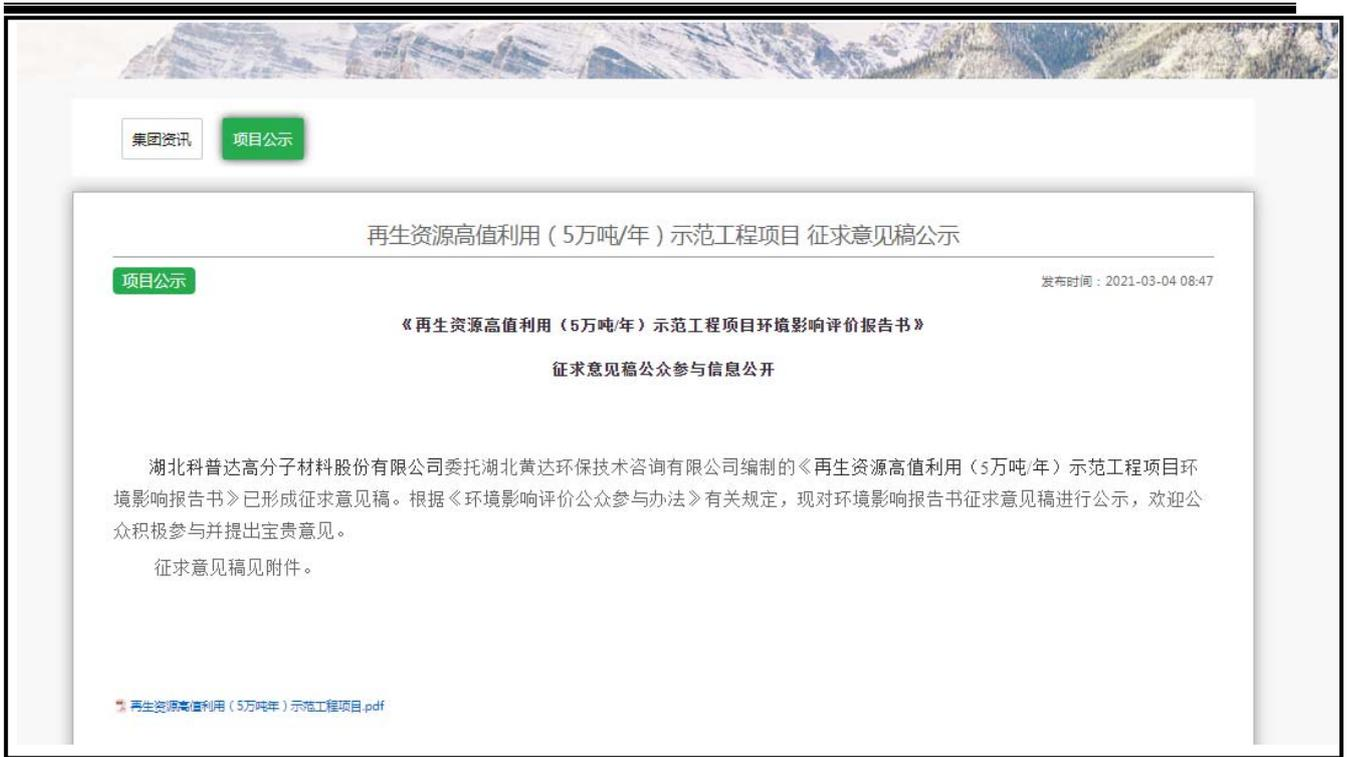 集团资讯
项目公示
再生资源高值利用（5万吨/年）示范工程项目 征求意见稿公示
项目公示
发布时间：2021-03-04 08:47
《再生资源高值利用（5万吨/年）示范工程项目环境影响评价报告书》
征求意见稿公众参与信息公开
湖北科普达高分子材料股份有限公司委托湖北黄达环保技术咨询有限公司编制的《再生资源高值利用（5万吨/年）示范工程项目环
境影响报告书》已形成征求意见稿。根据《环境影响评价公众参与办法》有关规定，现对环境影响报告书征求意见稿进行公示，欢迎公
众积极参与并提出宝贵意见。
征求意见稿见附件。
再生资源高值利用（5万吨年）示范工程项目.pdf